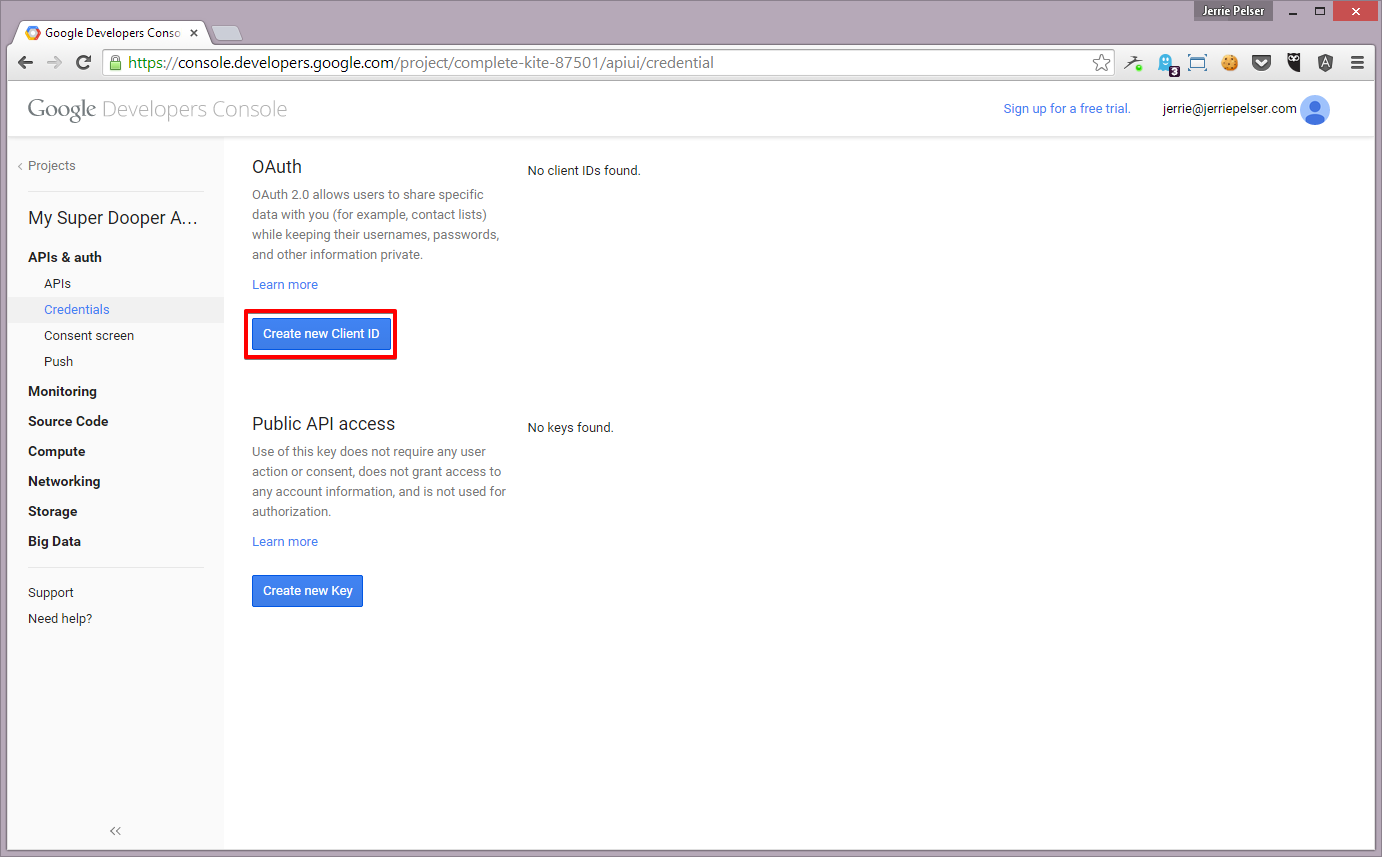 Jerrie Pelser
Google Developers Conso
https://console.developers.google.com/project/complete-kite-87501/apiui/credential
3
Google Developers Console
Sign up for a free trial.
jerrie@jerriepelser.com
Projects
My Super Dooper A...
APIs & auth
APIs
Credentials
Consent screen
Push
Monitoring
Source Code
Compute
Networking
Storage
Big Data
Support
Need help?
OAuth
OAuth 2.0 allows users to share specific
data with you (for example, contact lists)
while keeping their usernames, passwords,
and other information private.
Learn more
Create new Client ID
No client IDs found.
Public API access
Use of this key does not require any user
action or consent, does not grant access to
any account information, and is not used for
authorization.
Learn more
Create new Key
No keys found.